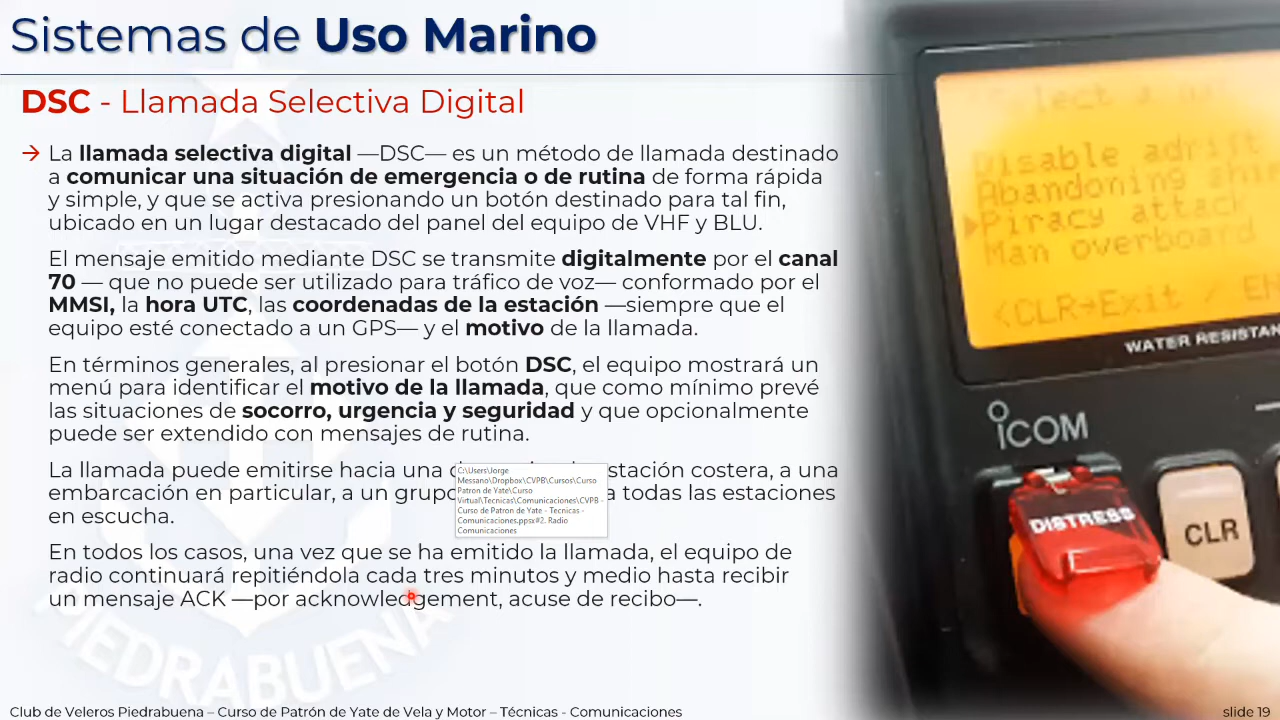 Sistemas de Uso Marino
DSC - Llamada Selectiva Digital
→ La llamada selectiva digital —DSC— es un método de llamada destinado
a comunicar una situación de emergencia o de rutina de forma rápida
y simple, y que se activa presionando un botón destinado para tal fin,
ubicado en un lugar destacado del panel del equipo de VHF y BLU.
El mensaje emitido mediante DSC se transmite digitalmente por el canal
70 — que no puede ser utilizado para tráfico de voz— conformado por el
MMSI, la hora UTC, las coordenadas de la estación —siempre que el
equipo esté conectado a un GPS— y el motivo de la llamada.
En términos generales, al presionar el botón DSC, el equipo mostrará un
menú para identificar el motivo de la llamada, que como mínimo prevé
las situaciones de socorro, urgencia y seguridad y que opcionalmente
puede ser extendido con mensajes de rutina.
La llamada puede emitirse hacia una costera, a una
embarcación en particular, a un grupo a todas las estaciones
en escucha.
C:\Users\Jorge
Messano\Dropbox\CVPB\Cursos\Curso
Patron de Yate\Curso
Virtual\Tecnicas\Comunicaciones\CVPB -
Curso de Patron de Yate - Tecnicas -
Comunicaciones.ppsx#2. Radio
Comunicaciones
En todos los casos, una vez que se ha emitido la llamada, el equipo de
radio continuará repitiéndola cada tres minutos y medio hasta recibir
un mensaje ACK —por acknowledgement, acuse de recibo—.
PIEDRABUENA
Disable adrift
Abandoning ship
Piracy attack
Man overboard
<CLR→Exit /
WATER RESISTAN
ICOM
DISTRESS
CLR
Club de Veleros Piedrabuena – Curso de Patrón de Yate de Vela y Motor – Técnicas - Comunicaciones
slide 19